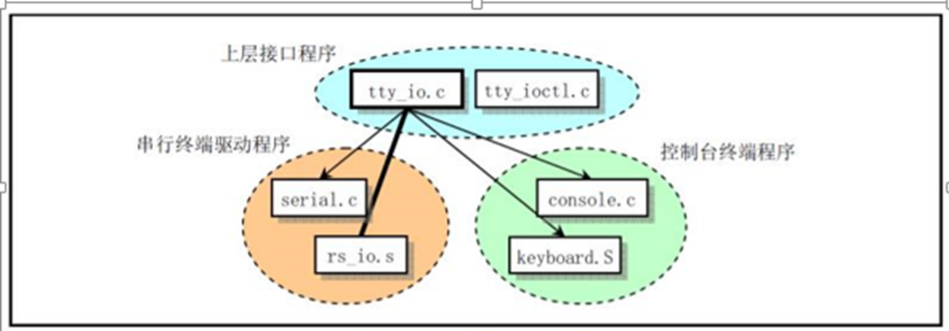 上层接口程序
tty_io.c
tty_ioctl.c
串行终端驱动程序
控制台终端程序
serial.c
console.c
rs_io.s
keyboard.S